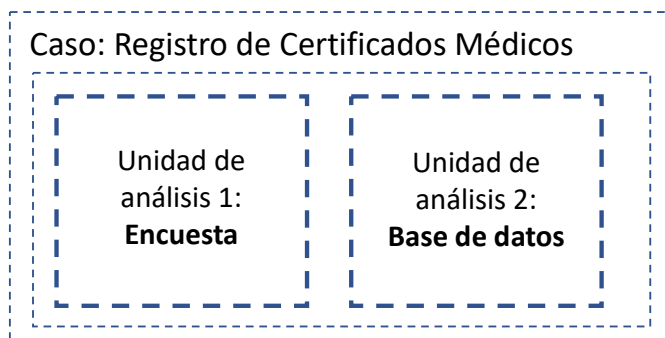 Caso: Registro de Certificados Médicos
Unidad de
análisis 1:
Encuesta
Unidad de
análisis 2:
Base de datos